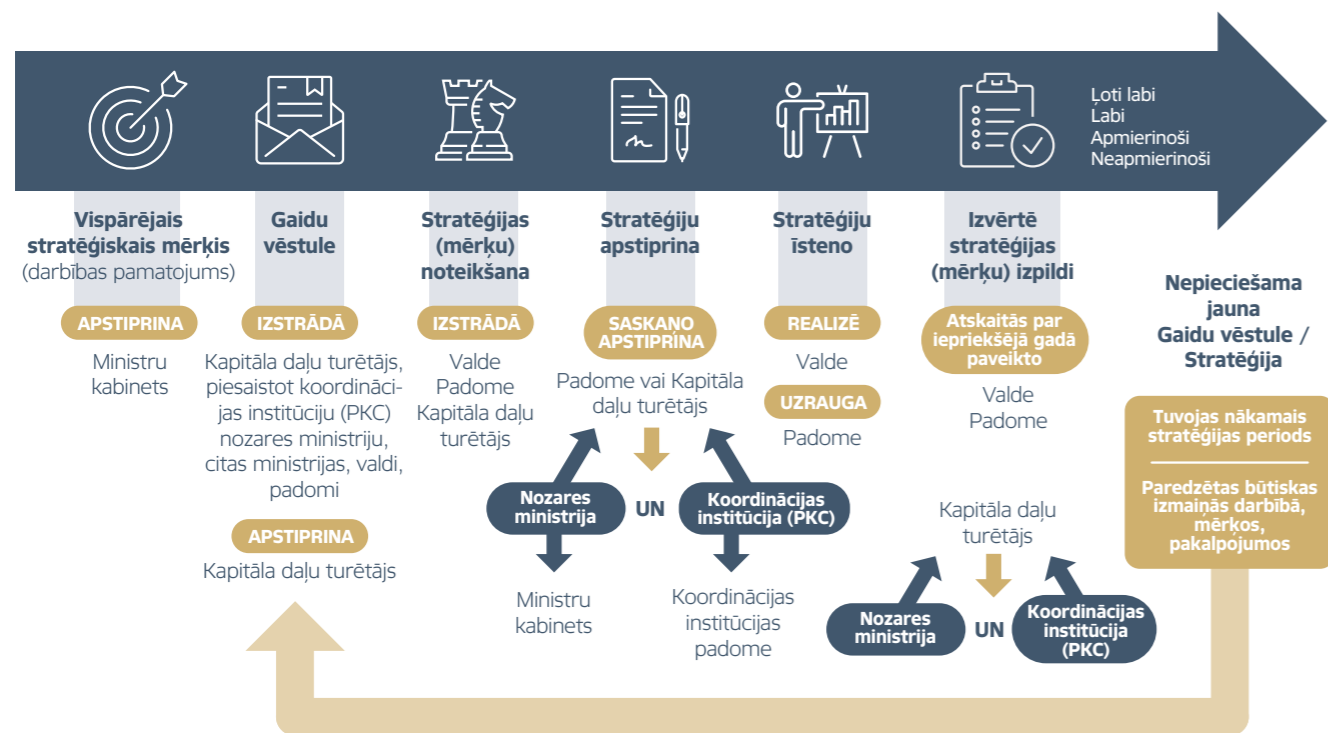 Ļoti labi
Labi
Apmierinoši
Neapmierinoši
Vispārējais
stratēģiskais mērķis
(darbības pamatojums)
APSTIPRINA
Ministru
kabinets
Gaidu
vēstule
IZSTRĀDĀ
Kapitāla daļu turētājs,
piesaistot koordināci-
jas institūciju (PKC)
nozares ministriju,
citas ministrijas, valdi,
padomi
APSTIPRINA
Kapitāla daļu turētājs
Stratēģijas
(mērķu)
noteikšana
IZSTRĀDĀ
Valde
Padome
Kapitāla daļu
turētājs
Stratēģiju
apstiprina
SASKAŅO
APSTIPRINA
Padome vai Kapitāla
daļu turētājs
Nozares
ministrija
UN
Koordinācijas
institūcija (PKC)
Ministru
kabinets
Koordinācijas
institūcijas
padome
Stratēģiju
īsteno
REALIZĒ
Valde
UZRAUGA
Padome
Izvērtē
stratēģijas
(mērķu) izpildi
Atskaitās par
iepriekšējā gadā
paveikto
Valde
Padome
Kapitāla daļu
turētājs
Nozares
ministrija
UN
Koordinācijas
institūcija
(PKC)
Nepieciešama
jauna
Gaidu vēstule /
Stratēģija
Tuvojas nākamais
stratēģijas periods
Paredzētas būtiskas
izmaiņās darbībā,
mērķos,
pakalpojumos